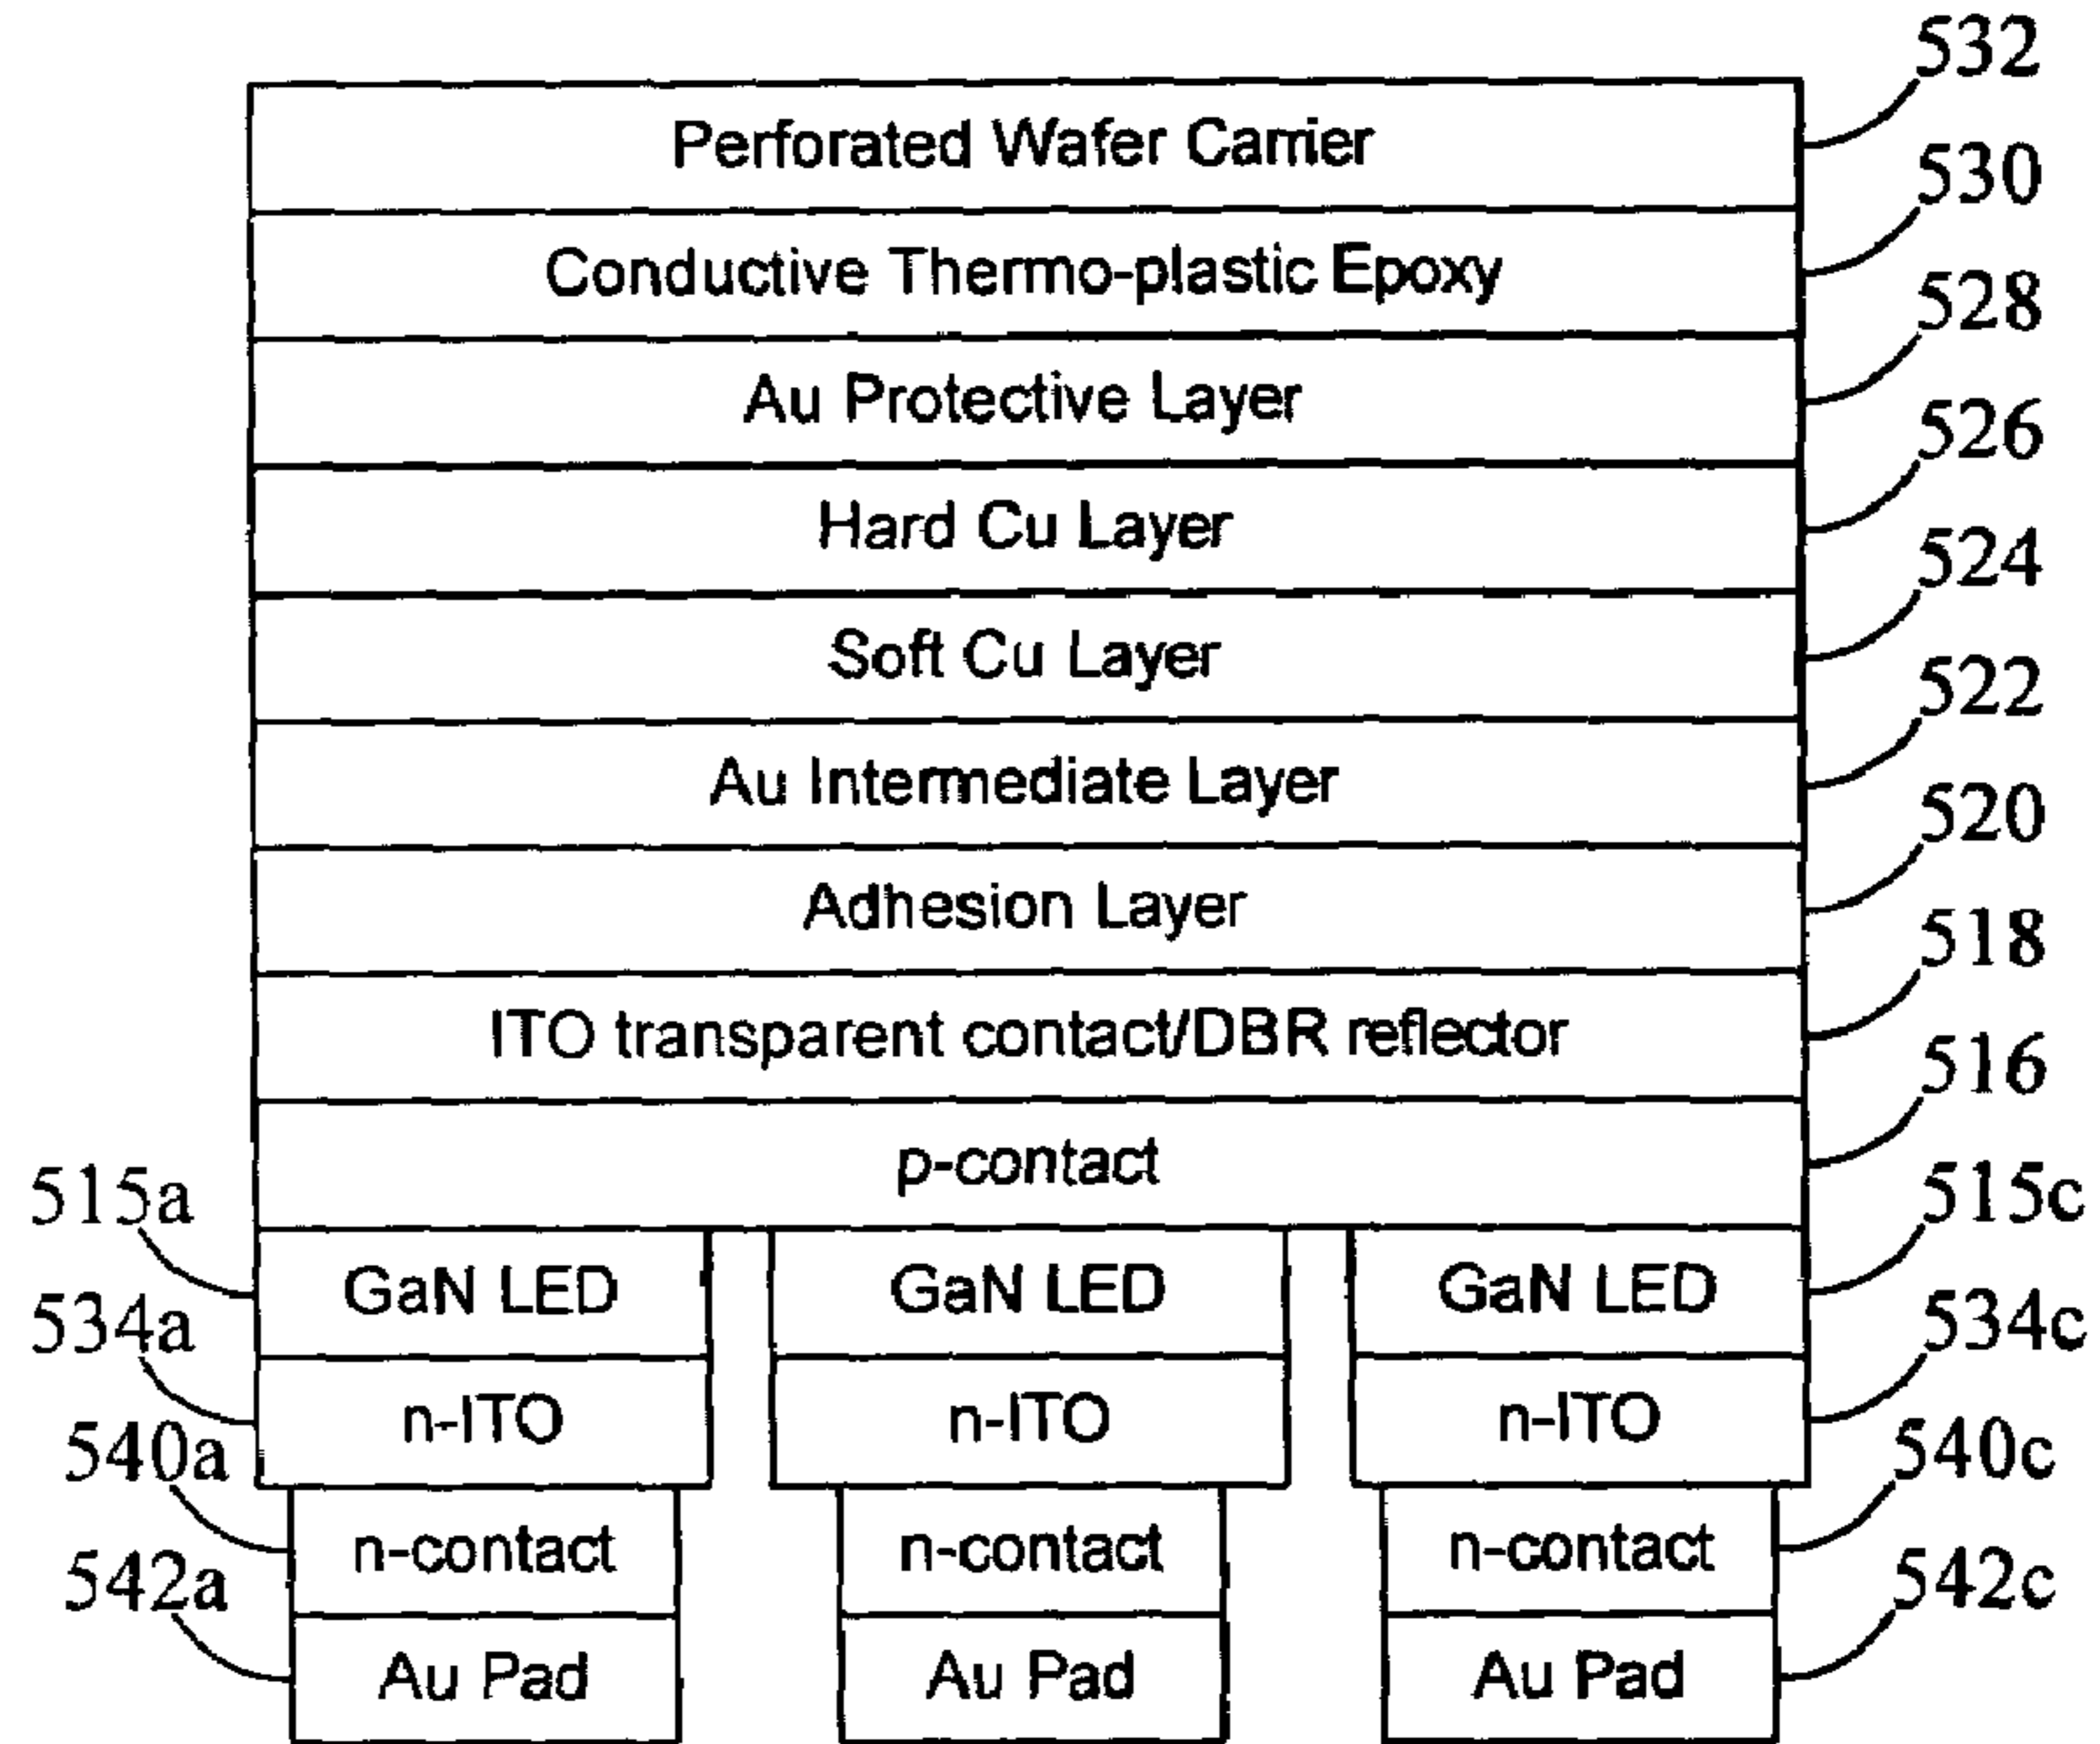 532
Perforated Wafer Carrier
530
Conductive Thermo-plastic Epoxy
528
Au Protective Layer
526
Hard Cu Layer
524
Soft Cu Layer
522
Au Intermediate Layer
520
Adhesion Layer
518
ITO transparent contact/DBR reflector
516
p-contact
515a 515c
GaN LED GaN LED GaN LED
534a 534c
n-ITO n-ITO n-ITO
540a 540c
n-contact n-contact n-contact
542a 542c
Au Pad Au Pad Au Pad